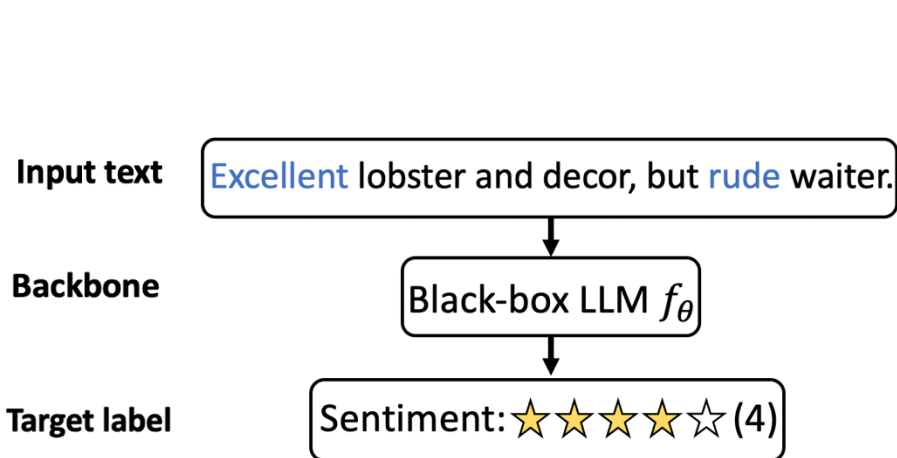 Input text
Excellent lobster and decor, but rude waiter.
Backbone
Black-box LLM fθ
Target label
Sentiment: ★★★★☆ (4)